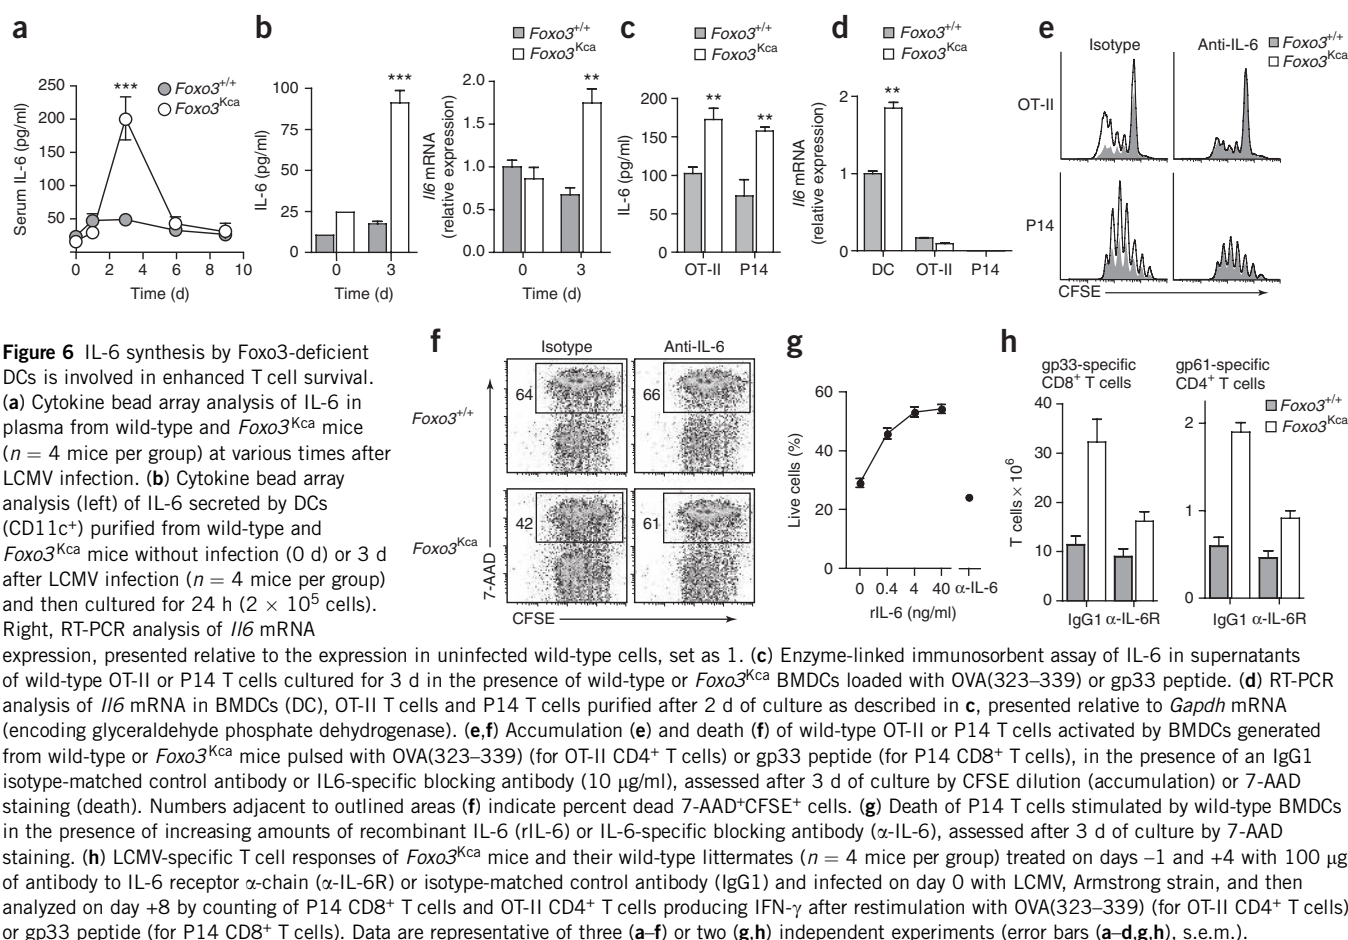 a
Serum IL-6 (pg/ml)
250
200
150
100
50
***
Foxo3+/+
Foxo3Kca
0 2 4 6 8 10
Time (d)
b
IL-6 (pg/ml)
100
75
50
25
0
***
0 3
Time (d)
Foxo3+/+
Foxo3Kca
Il6 mRNA
(relative expression)
2.0
1.5
1.0
0.5
0.0
**
0 3
Time (d)
c
Foxo3+/+
Foxo3Kca
IL-6 (pg/ml)
200
150
100
50
0
**
**
OT-II P14
d
Foxo3+/+
Foxo3Kca
Il6 mRNA
(relative expression)
2
1
0
**
DC OT-II P14
e
Isotype Anti-IL-6
Foxo3+/+
Foxo3Kca
OT-II
P14
CFSE
Figure 6 IL-6 synthesis by Foxo3-deficient
DCs is involved in enhanced T cell survival.
(a) Cytokine bead array analysis of IL-6 in
plasma from wild-type and Foxo3Kca mice
(n = 4 mice per group) at various times after
LCMV infection. (b) Cytokine bead array
analysis (left) of IL-6 secreted by DCs
(CD11c+) purified from wild-type and
Foxo3Kca mice without infection (0 d) or 3 d
after LCMV infection (n = 4 mice per group)
and then cultured for 24 h (2 × 10⁵ cells).
Right, RT-PCR analysis of Il6 mRNA
f
Isotype Anti-IL-6
Foxo3+/+
64
66
Foxo3Kca
42
61
7-AAD
CFSE
g
Live cells (%)
60
40
20
0
0 0.4 4 40 α-IL-6
rIL-6 (ng/ml)
h
gp33-specific
CD8+ T cells
gp61-specific
CD4+ T cells
Foxo3+/+
Foxo3Kca
T cells × 10⁶
40
30
20
10
0
IgG1 α-IL-6R
2
1
0
IgG1 α-IL-6R
expression, presented relative to the expression in uninfected wild-type cells, set as 1. (c) Enzyme-linked immunosorbent assay of IL-6 in supernatants
of wild-type OT-II or P14 T cells cultured for 3 d in the presence of wild-type or Foxo3Kca BMDCs loaded with OVA(323–339) or gp33 peptide. (d) RT-PCR
analysis of Il6 mRNA in BMDCs (DC), OT-II T cells and P14 T cells purified after 2 d of culture as described in c, presented relative to Gapdh mRNA
(encoding glyceraldehyde phosphate dehydrogenase). (e,f) Accumulation (e) and death (f) of wild-type OT-II or P14 T cells activated by BMDCs generated
from wild-type or Foxo3Kca mice pulsed with OVA(323–339) (for OT-II CD4+ T cells) or gp33 peptide (for P14 CD8+ T cells), in the presence of an IgG1
isotype-matched control antibody or IL6-specific blocking antibody (10 μg/ml), assessed after 3 d of culture by CFSE dilution (accumulation) or 7-AAD
staining (death). Numbers adjacent to outlined areas (f) indicate percent dead 7-AAD+CFSE+ cells. (g) Death of P14 T cells stimulated by wild-type BMDCs
in the presence of increasing amounts of recombinant IL-6 (rIL-6) or IL-6-specific blocking antibody (α-IL-6), assessed after 3 d of culture by 7-AAD
staining. (h) LCMV-specific T cell responses of Foxo3Kca mice and their wild-type littermates (n = 4 mice per group) treated on days –1 and +4 with 100 μg
of antibody to IL-6 receptor α-chain (α-IL-6R) or isotype-matched control antibody (IgG1) and infected on day 0 with LCMV, Armstrong strain, and then
analyzed on day +8 by counting of P14 CD8+ T cells and OT-II CD4+ T cells producing IFN-γ after restimulation with OVA(323–339) (for OT-II CD4+ T cells)
or gp33 peptide (for P14 CD8+ T cells). Data are representative of three (a–f) or two (g,h) independent experiments (error bars (a–d,g,h), s.e.m.).